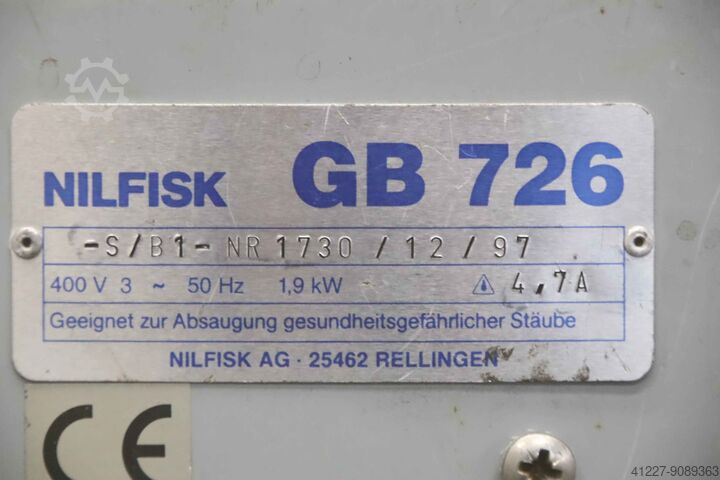 NILFISK GB 726
-S/B1- NR 1730 / 12 / 97
400 V 3 ~ 50 Hz 1,9 kW 4,7A
Geeignet zur Absaugung gesundheitsgefährlicher Stäube
NILFISK AG · 25462 RELLINGEN
CE
41227-9089363